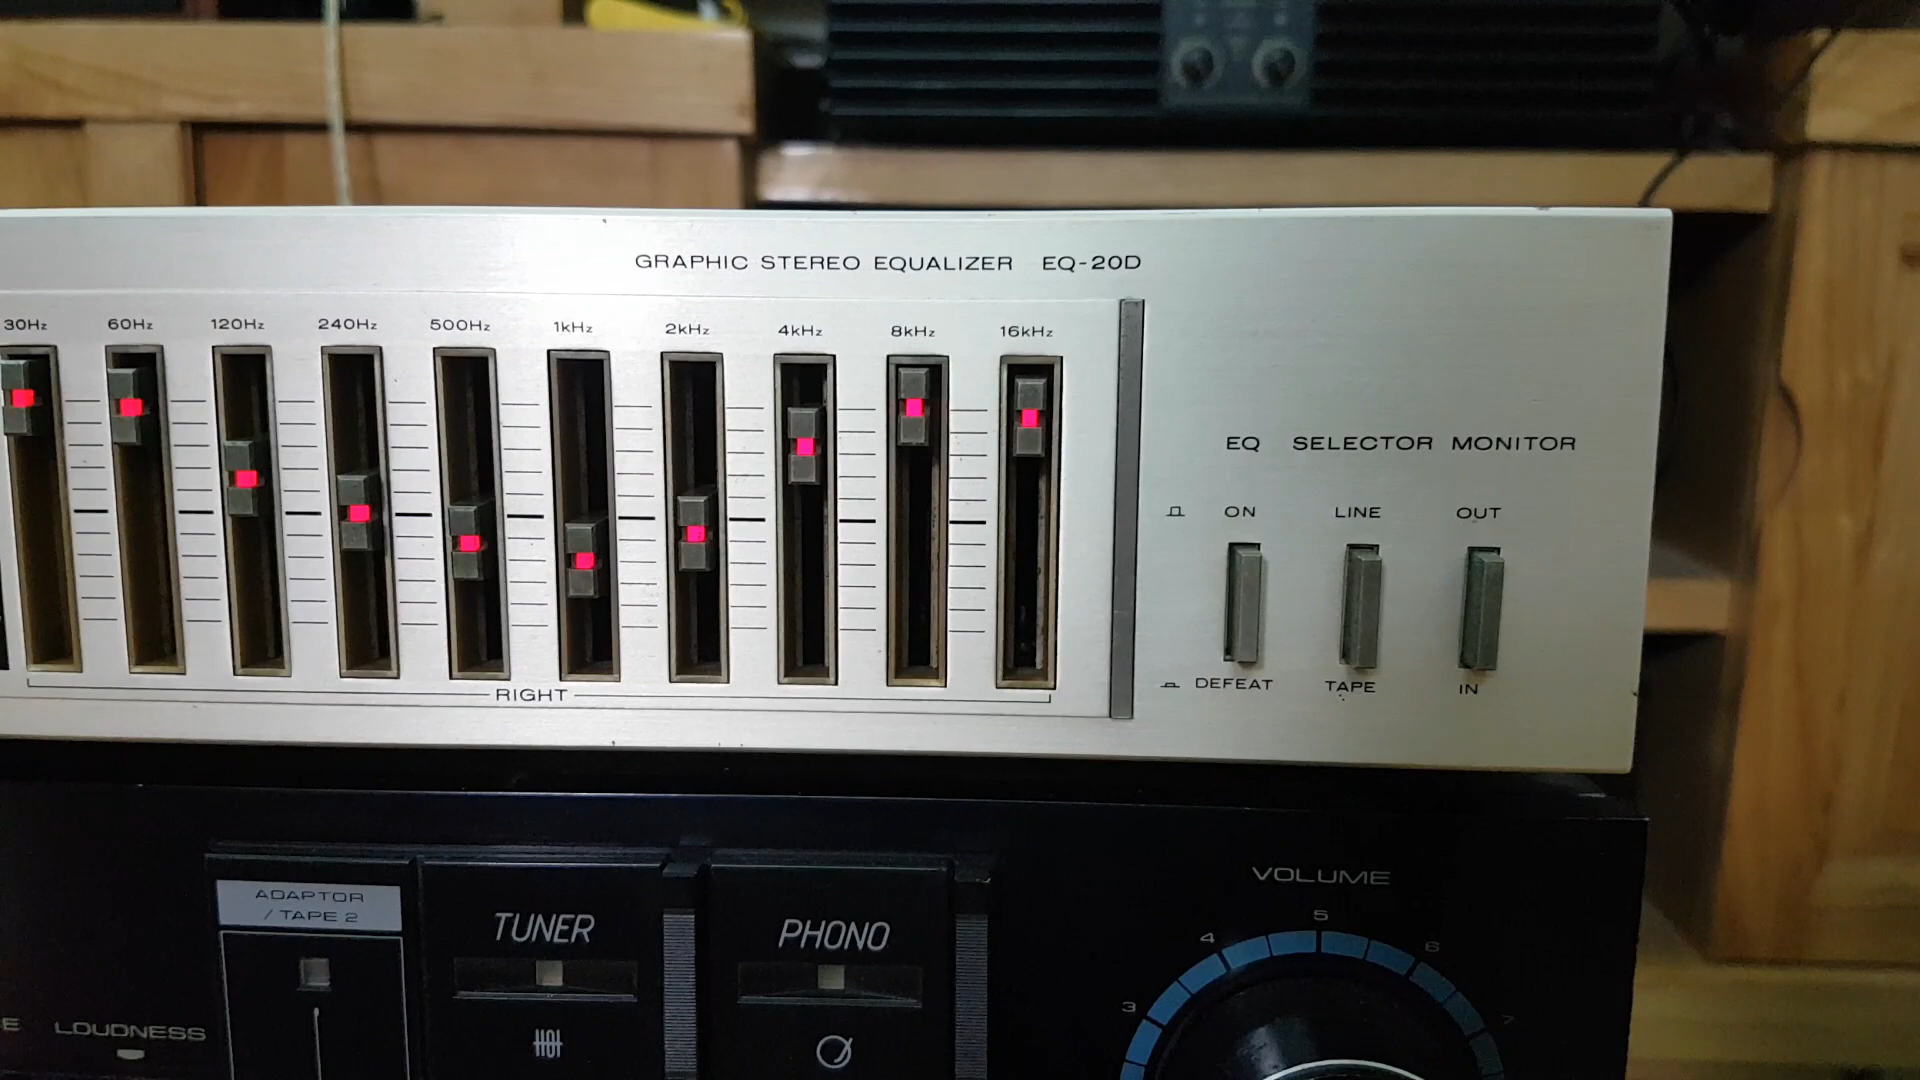 GRAPHIC STEREO EQUALIZER EQ-20D
30Hz 60Hz 120Hz 240Hz 500Hz 1kHz 2kHz 4kHz 8kHz 16kHz
EQ SELECTOR MONITOR
ON LINE OUT
DEFEAT TAPE IN
RIGHT
VOLUME
ADAPTOR
/ TAPE 2
TUNER
PHONO
3 4 5 6 7
LOUDNESS